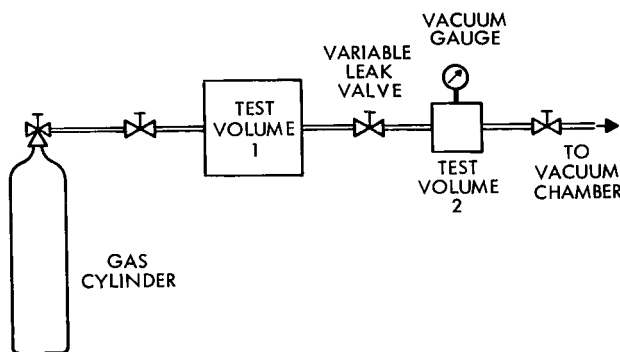 VACUUM
GAUGE
VARIABLE
LEAK
VALVE
TEST
VOLUME
1
TEST
VOLUME
2
TO
VACUUM
CHAMBER
GAS
CYLINDER